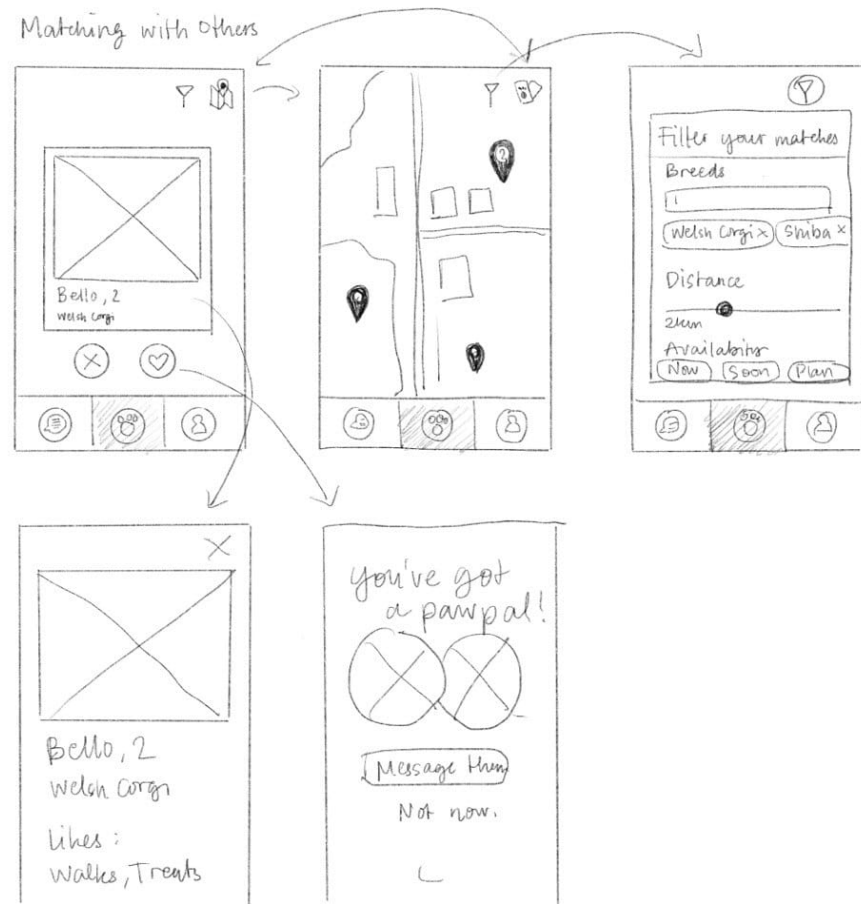 Matching with Others
2
Bello, 2
Welsh Corgi
Filter your matches
Breeds
Welsh Corgi x
Shiba x
Distance
2km
Availability
Now
Soon
Plan
Bello, 2
Welsh Corgi
Likes :
Walks, Treats
You've got
a pawpal!
Message them
Not now.